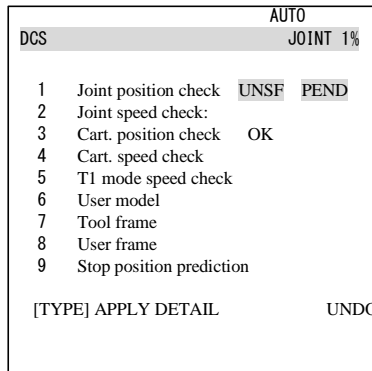 AUTO
DCS JOINT 1%
1 Joint position check UNSF PEND
2 Joint speed check:
3 Cart. position check OK
4 Cart. speed check
5 T1 mode speed check
6 User model
7 Tool frame
8 User frame
9 Stop position prediction
[TYPE] APPLY DETAIL UNDO